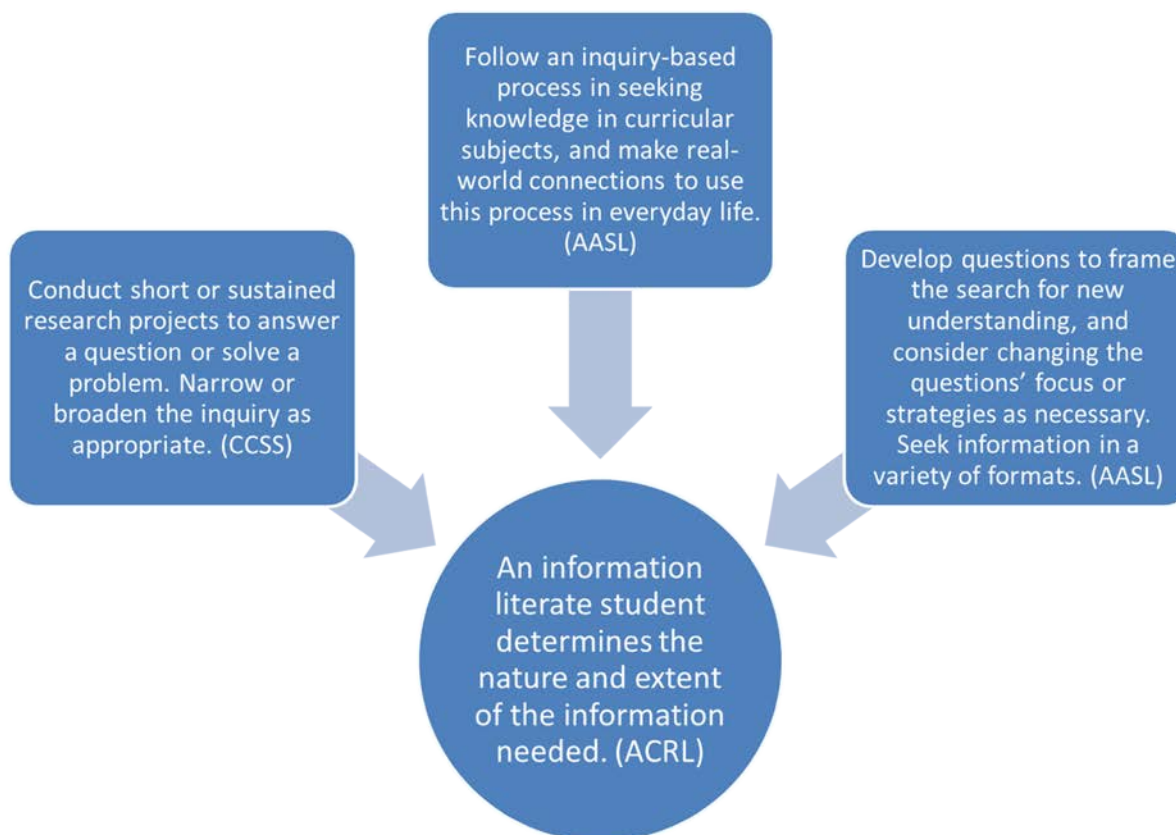 Follow an inquiry-based
process in seeking
knowledge in curricular
subjects, and make real-
world connections to use
this process in everyday life.
(AASL)
Conduct short or sustained
research projects to answer
a question or solve a
problem. Narrow or
broaden the inquiry as
appropriate. (CCSS)
Develop questions to frame
the search for new
understanding, and
consider changing the
questions’ focus or
strategies as necessary.
Seek information in a
variety of formats. (AASL)
An information
literate student
determines the
nature and extent
of the information
needed. (ACRL)